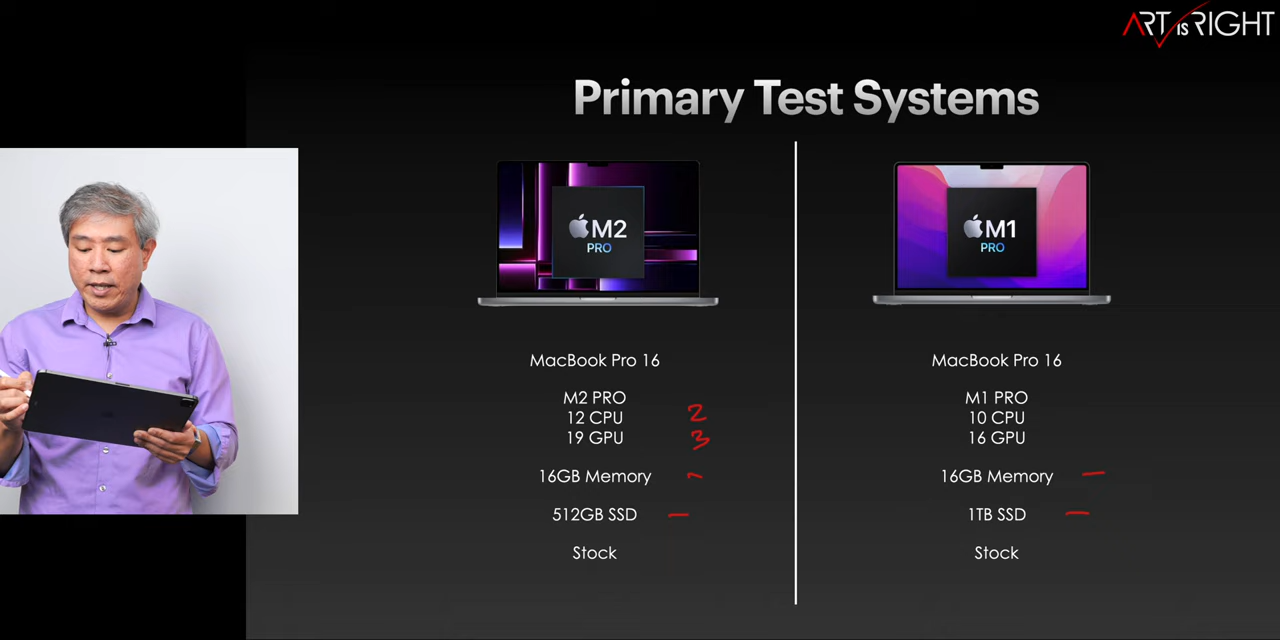 ART IS RIGHT
Primary Test Systems
M2
PRO
MacBook Pro 16
M2 PRO
12 CPU 2
19 GPU 3
16GB Memory
512GB SSD
Stock
M1
PRO
MacBook Pro 16
M1 PRO
10 CPU
16 GPU
16GB Memory
1TB SSD
Stock